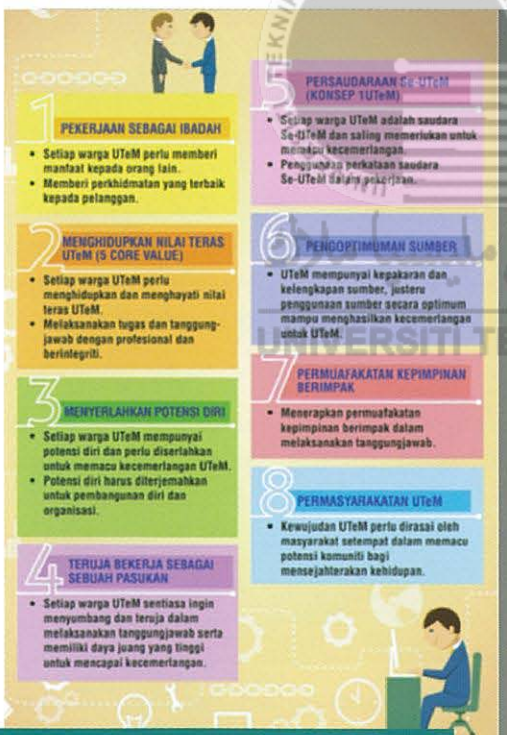 1
PEKERJAAN SEBAGAI IBADAH
• Setiap warga UTeM perlu memberi
manfaat kepada orang lain.
• Memberi perkhidmatan yang terbaik
kepada pelanggan.
2
MENGHIDUPKAN NILAI TERAS
UTeM (5 CORE VALUE)
• Setiap warga UTeM perlu
menghidupkan dan menghayati nilai
teras UTeM.
• Melaksanakan tugas dan tanggung-
jawab dengan profesional dan
berintegriti.
3
MENYERLAHKAN POTENSI DIRI
• Setiap warga UTeM mempunyai
potensi diri dan perlu diserlahkan
untuk memacu kecemerlangan UTeM.
• Potensi diri harus diterjemahkan
untuk pembangunan diri dan
organisasi.
4
TERUJA BEKERJA SEBAGAI
SEBUAH PASUKAN
• Setiap warga UTeM sentiasa ingin
menyumbang dan teruja dalam
melaksanakan tanggungjawab serta
memiliki daya juang yang tinggi
untuk mencapai kecemerlangan.
5
PERSAUDARAAN Se-UTeM
(KONSEP 1UTeM)
• Setiap warga UTeM adalah saudara
Se-UTeM dan saling memerlukan untuk
memacu kecemerlangan.
• Penggunaan perkataan saudara
Se-UTeM dalam pekerjaan.
6
PENGOPTIMUMAN SUMBER
• UTeM mempunyai kepakaran dan
kelengkapan sumber, justeru
penggunaan sumber secara optimum
mampu menghasilkan kecemerlangan
untuk UTeM.
7
PERMUAFAKATAN KEPIMPINAN
BERIMPAK
• Menerapkan permuafakatan
kepimpinan berimpak dalam
melaksanakan tanggungjawab.
8
PERMASYARAKATAN UTeM
• Kewujudan UTeM perlu dirasai oleh
masyarakat setempat dalam memacu
potensi komuniti bagi
mensejahterakan kehidupan.
UNIVERSITI